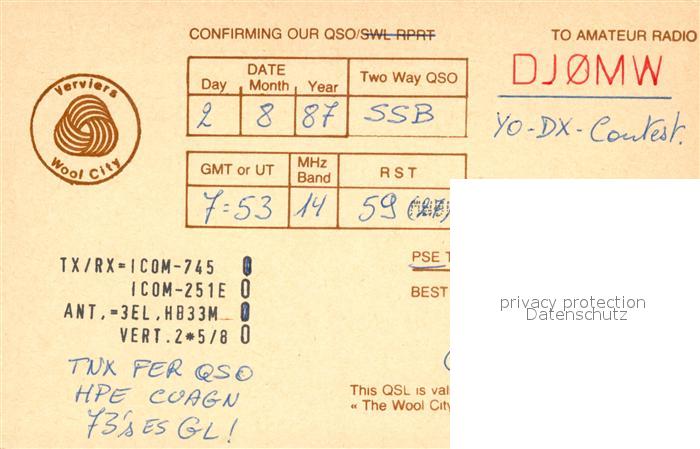 CONFIRMING OUR QSO/SWL RPRT
TO AMATEUR RADIO
DJØMW
YO-DX-Contest.
Verviers
Wool City
DATE
Day Month Year Two Way QSO
2 8 87 SSB
GMT or UT MHz Band R S T
7:53 14 59
PSE
BEST
TX/RX=ICOM-745
ICOM-251E
ANT.=3EL,HB33M
VERT.2*5/8
TNX FER QSO
HPE CUAGN
73's ES GL!
This QSL is val
« The Wool City
privacy protection
Datenschutz